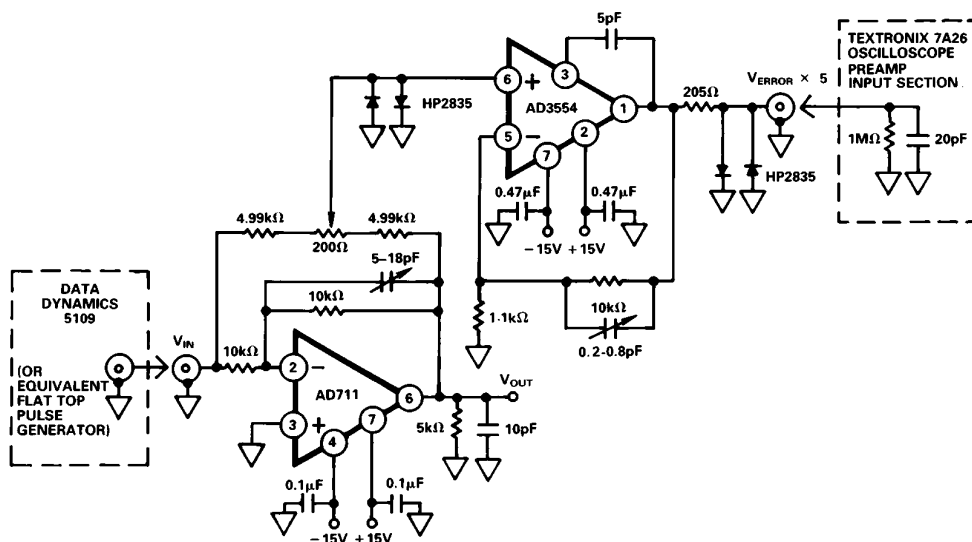 5pF
TEXTRONIX 7A26
OSCILLOSCOPE
PREAMP
INPUT SECTION
VERROR × 5
6
+
3
AD3554
1
205Ω
HP2835
5
−
2
7
1MΩ
20pF
HP2835
0.47μF
0.47μF
−15V
+15V
4.99kΩ
4.99kΩ
200Ω
5–18pF
10kΩ
1.1kΩ
10kΩ
0.2-0.8pF
DATA
DYNAMICS
5109
(OR
EQUIVALENT
FLAT TOP
PULSE
GENERATOR)
VIN
10kΩ
2
−
AD711
6
VOUT
3
+
7
4
5kΩ
10pF
0.1μF
0.1μF
−15V
+15V